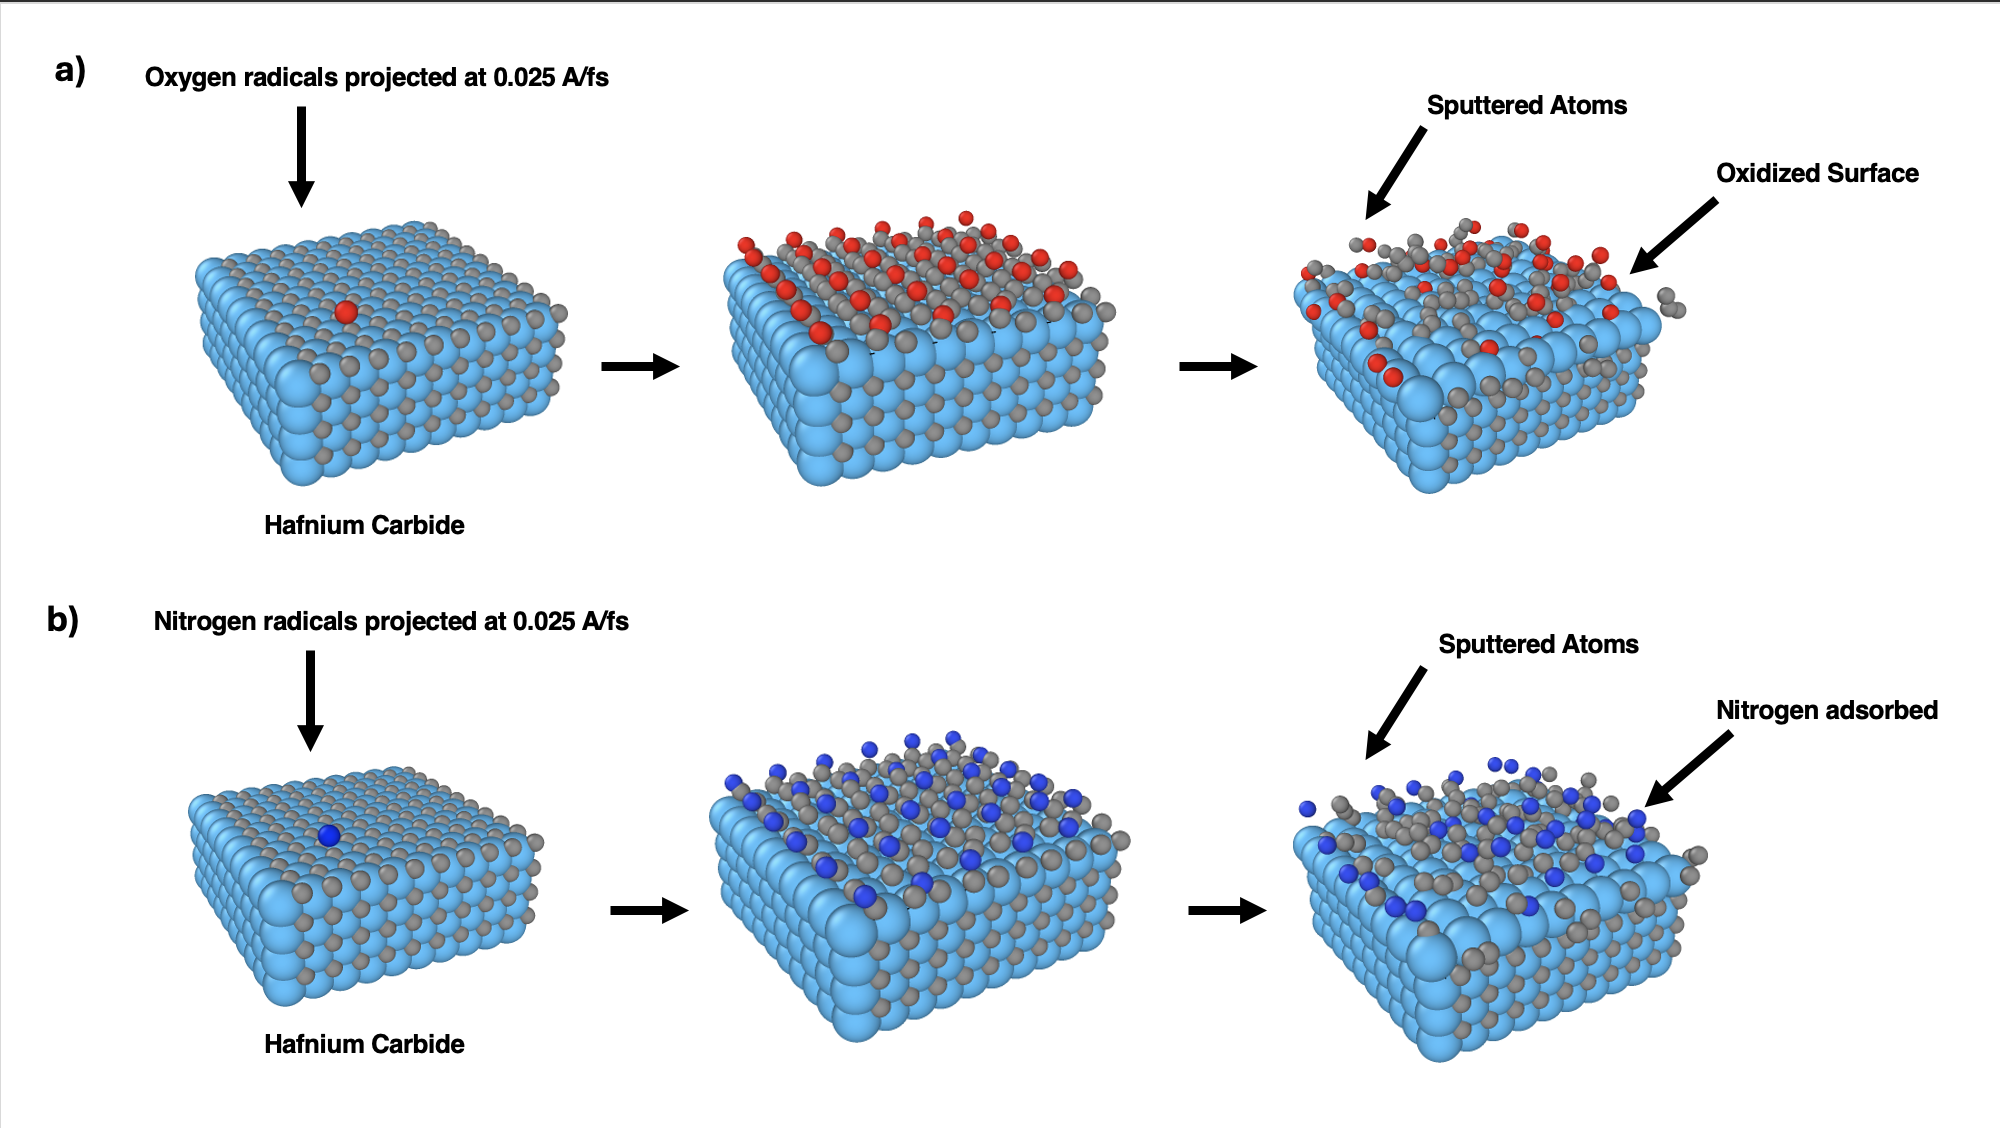 a)
Oxygen radicals projected at 0.025 A/fs
Sputtered Atoms
Oxidized Surface
Hafnium Carbide
b)
Nitrogen radicals projected at 0.025 A/fs
Sputtered Atoms
Nitrogen adsorbed
Hafnium Carbide